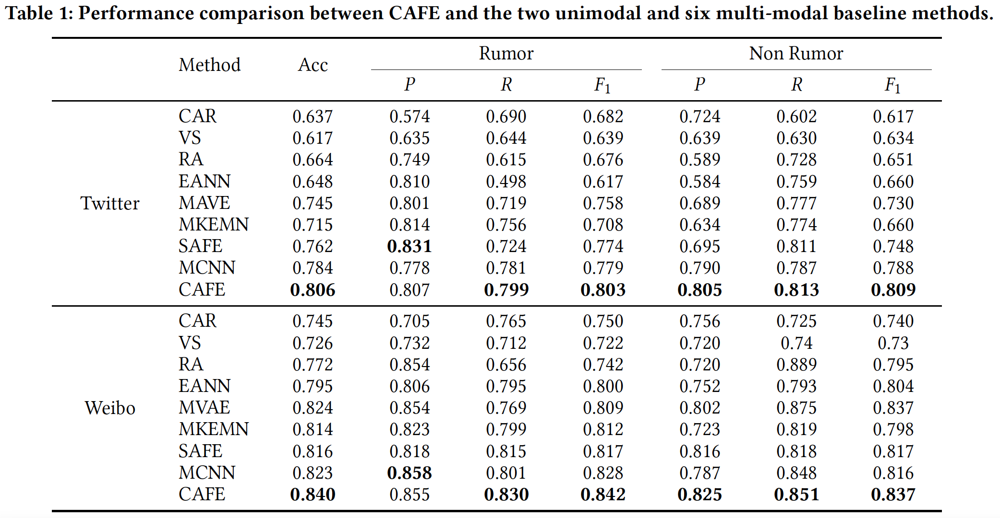 Table 1: Performance comparison between CAFE and the two unimodal and six multi-modal baseline methods.
Method Acc Rumor Non Rumor
P R F1 P R F1
Twitter
CAR 0.637 0.574 0.690 0.682 0.724 0.602 0.617
VS 0.617 0.635 0.644 0.639 0.639 0.630 0.634
RA 0.664 0.749 0.615 0.676 0.589 0.728 0.651
EANN 0.648 0.810 0.498 0.617 0.584 0.759 0.660
MAVE 0.745 0.801 0.719 0.758 0.689 0.777 0.730
MKEMN 0.715 0.814 0.756 0.708 0.634 0.774 0.660
SAFE 0.762 0.831 0.724 0.774 0.695 0.811 0.748
MCNN 0.784 0.778 0.781 0.779 0.790 0.787 0.788
CAFE 0.806 0.807 0.799 0.803 0.805 0.813 0.809
Weibo
CAR 0.745 0.705 0.765 0.750 0.756 0.725 0.740
VS 0.726 0.732 0.712 0.722 0.720 0.74 0.73
RA 0.772 0.854 0.656 0.742 0.720 0.889 0.795
EANN 0.795 0.806 0.795 0.800 0.752 0.793 0.804
MVAE 0.824 0.854 0.769 0.809 0.802 0.875 0.837
MKEMN 0.814 0.823 0.799 0.812 0.723 0.819 0.798
SAFE 0.816 0.818 0.815 0.817 0.816 0.818 0.817
MCNN 0.823 0.858 0.801 0.828 0.787 0.848 0.816
CAFE 0.840 0.855 0.830 0.842 0.825 0.851 0.837